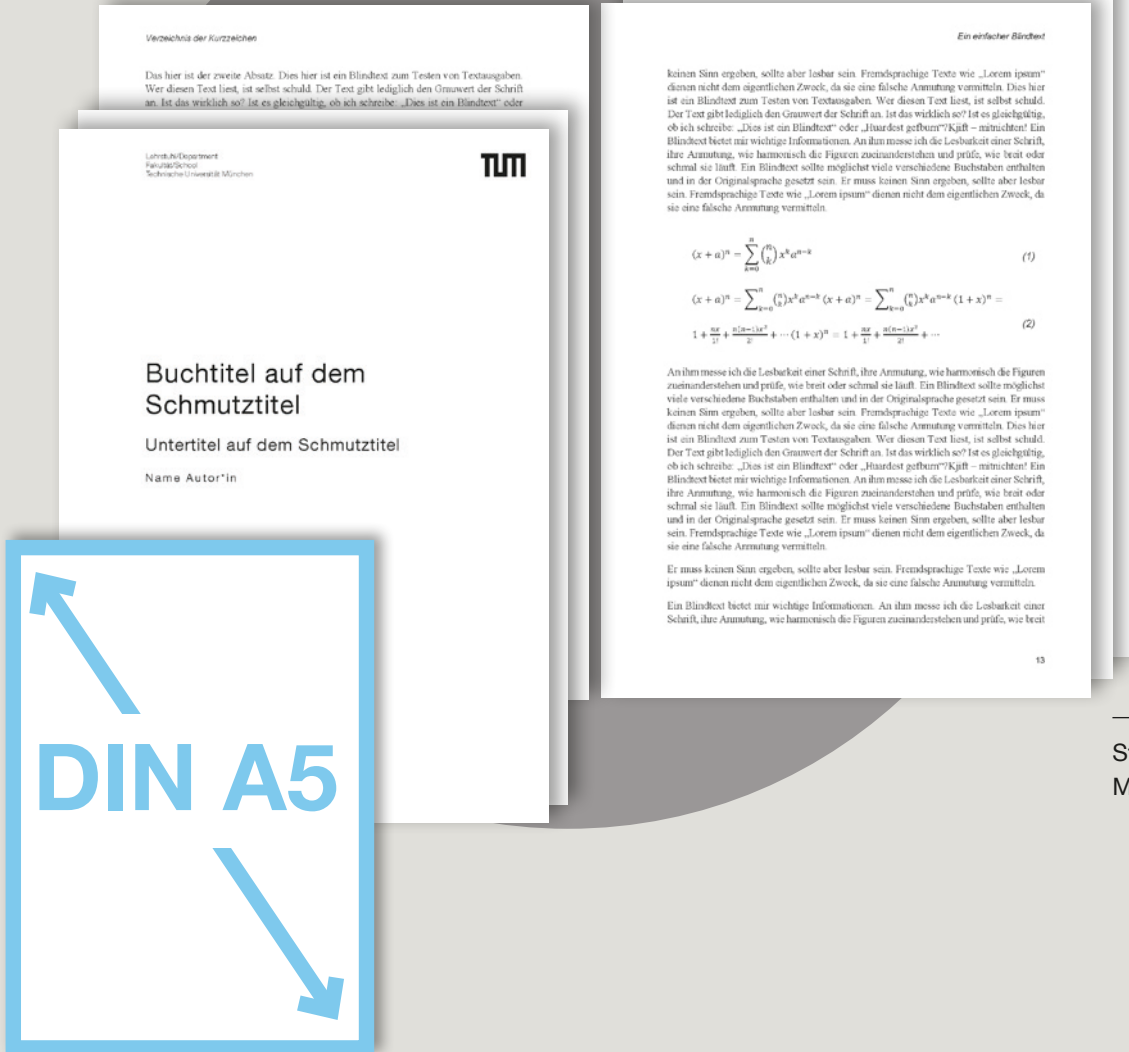 Verzeichnis der Kurzzeichen
Das hier ist der zweite Absatz. Dies hier ist ein Blindtext zum Testen von Textausgaben.
Wer diesen Text liest, ist selbst schuld. Der Text gibt lediglich den Grauwert der Schrift
an. Ist das wirklich so? Ist es gleichgültig, ob ich schreibe: „Dies ist ein Blindtext“ oder
Lehrstuhl/Department
Fakultät/School
Technische Universität München
TUM
Buchtitel auf dem
Schmutztitel
Untertitel auf dem Schmutztitel
Name Autor*in
DIN A5
Ein einfacher Blindtext
keinen Sinn ergeben, sollte aber lesbar sein. Fremdsprachige Texte wie „Lorem ipsum“
dienen nicht dem eigentlichen Zweck, da sie eine falsche Anmutung vermitteln. Dies hier
ist ein Blindtext zum Testen von Textausgaben. Wer diesen Text liest, ist selbst schuld.
Der Text gibt lediglich den Grauwert der Schrift an. Ist das wirklich so? Ist es gleichgültig,
ob ich schreibe: „Dies ist ein Blindtext“ oder „Huardest gefburn“?Kjift – mitnichten! Ein
Blindtext bietet mir wichtige Informationen. An ihm messe ich die Lesbarkeit einer Schrift,
ihre Anmutung, wie harmonisch die Figuren zueinanderstehen und prüfe, wie breit oder
schmal sie läuft. Ein Blindtext sollte möglichst viele verschiedene Buchstaben enthalten
und in der Originalsprache gesetzt sein. Er muss keinen Sinn ergeben, sollte aber lesbar
sein. Fremdsprachige Texte wie „Lorem ipsum“ dienen nicht dem eigentlichen Zweck, da
sie eine falsche Anmutung vermitteln.
(x + a)^n = ∑_{k=0}^{n} (n k) x^k a^{n−k} (1)
(x + a)^n = ∑_{k=0}^{n} (n k) x^k a^{n−k} (x + a)^n = ∑_{k=0}^{n} (n k) x^k a^{n−k} (1 + x)^n =
1 + nx/1! + n(n−1)x²/2! + ⋯ (1 + x)^n = 1 + nx/1! + n(n−1)x²/2! + ⋯ (2)
An ihm messe ich die Lesbarkeit einer Schrift, ihre Anmutung, wie harmonisch die Figuren
zueinanderstehen und prüfe, wie breit oder schmal sie läuft. Ein Blindtext sollte möglichst
viele verschiedene Buchstaben enthalten und in der Originalsprache gesetzt sein. Er muss
keinen Sinn ergeben, sollte aber lesbar sein. Fremdsprachige Texte wie „Lorem ipsum“
dienen nicht dem eigentlichen Zweck, da sie eine falsche Anmutung vermitteln. Dies hier
ist ein Blindtext zum Testen von Textausgaben. Wer diesen Text liest, ist selbst schuld.
Der Text gibt lediglich den Grauwert der Schrift an. Ist das wirklich so? Ist es gleichgültig,
ob ich schreibe: „Dies ist ein Blindtext“ oder „Huardest gefburn“?Kjift – mitnichten! Ein
Blindtext bietet mir wichtige Informationen. An ihm messe ich die Lesbarkeit einer Schrift,
ihre Anmutung, wie harmonisch die Figuren zueinanderstehen und prüfe, wie breit oder
schmal sie läuft. Ein Blindtext sollte möglichst viele verschiedene Buchstaben enthalten
und in der Originalsprache gesetzt sein. Er muss keinen Sinn ergeben, sollte aber lesbar
sein. Fremdsprachige Texte wie „Lorem ipsum“ dienen nicht dem eigentlichen Zweck, da
sie eine falsche Anmutung vermitteln.
Er muss keinen Sinn ergeben, sollte aber lesbar sein. Fremdsprachige Texte wie „Lorem
ipsum“ dienen nicht dem eigentlichen Zweck, da sie eine falsche Anmutung vermitteln.
Ein Blindtext bietet mir wichtige Informationen. An ihm messe ich die Lesbarkeit einer
Schrift, ihre Anmutung, wie harmonisch die Figuren zueinanderstehen und prüfe, wie breit
13